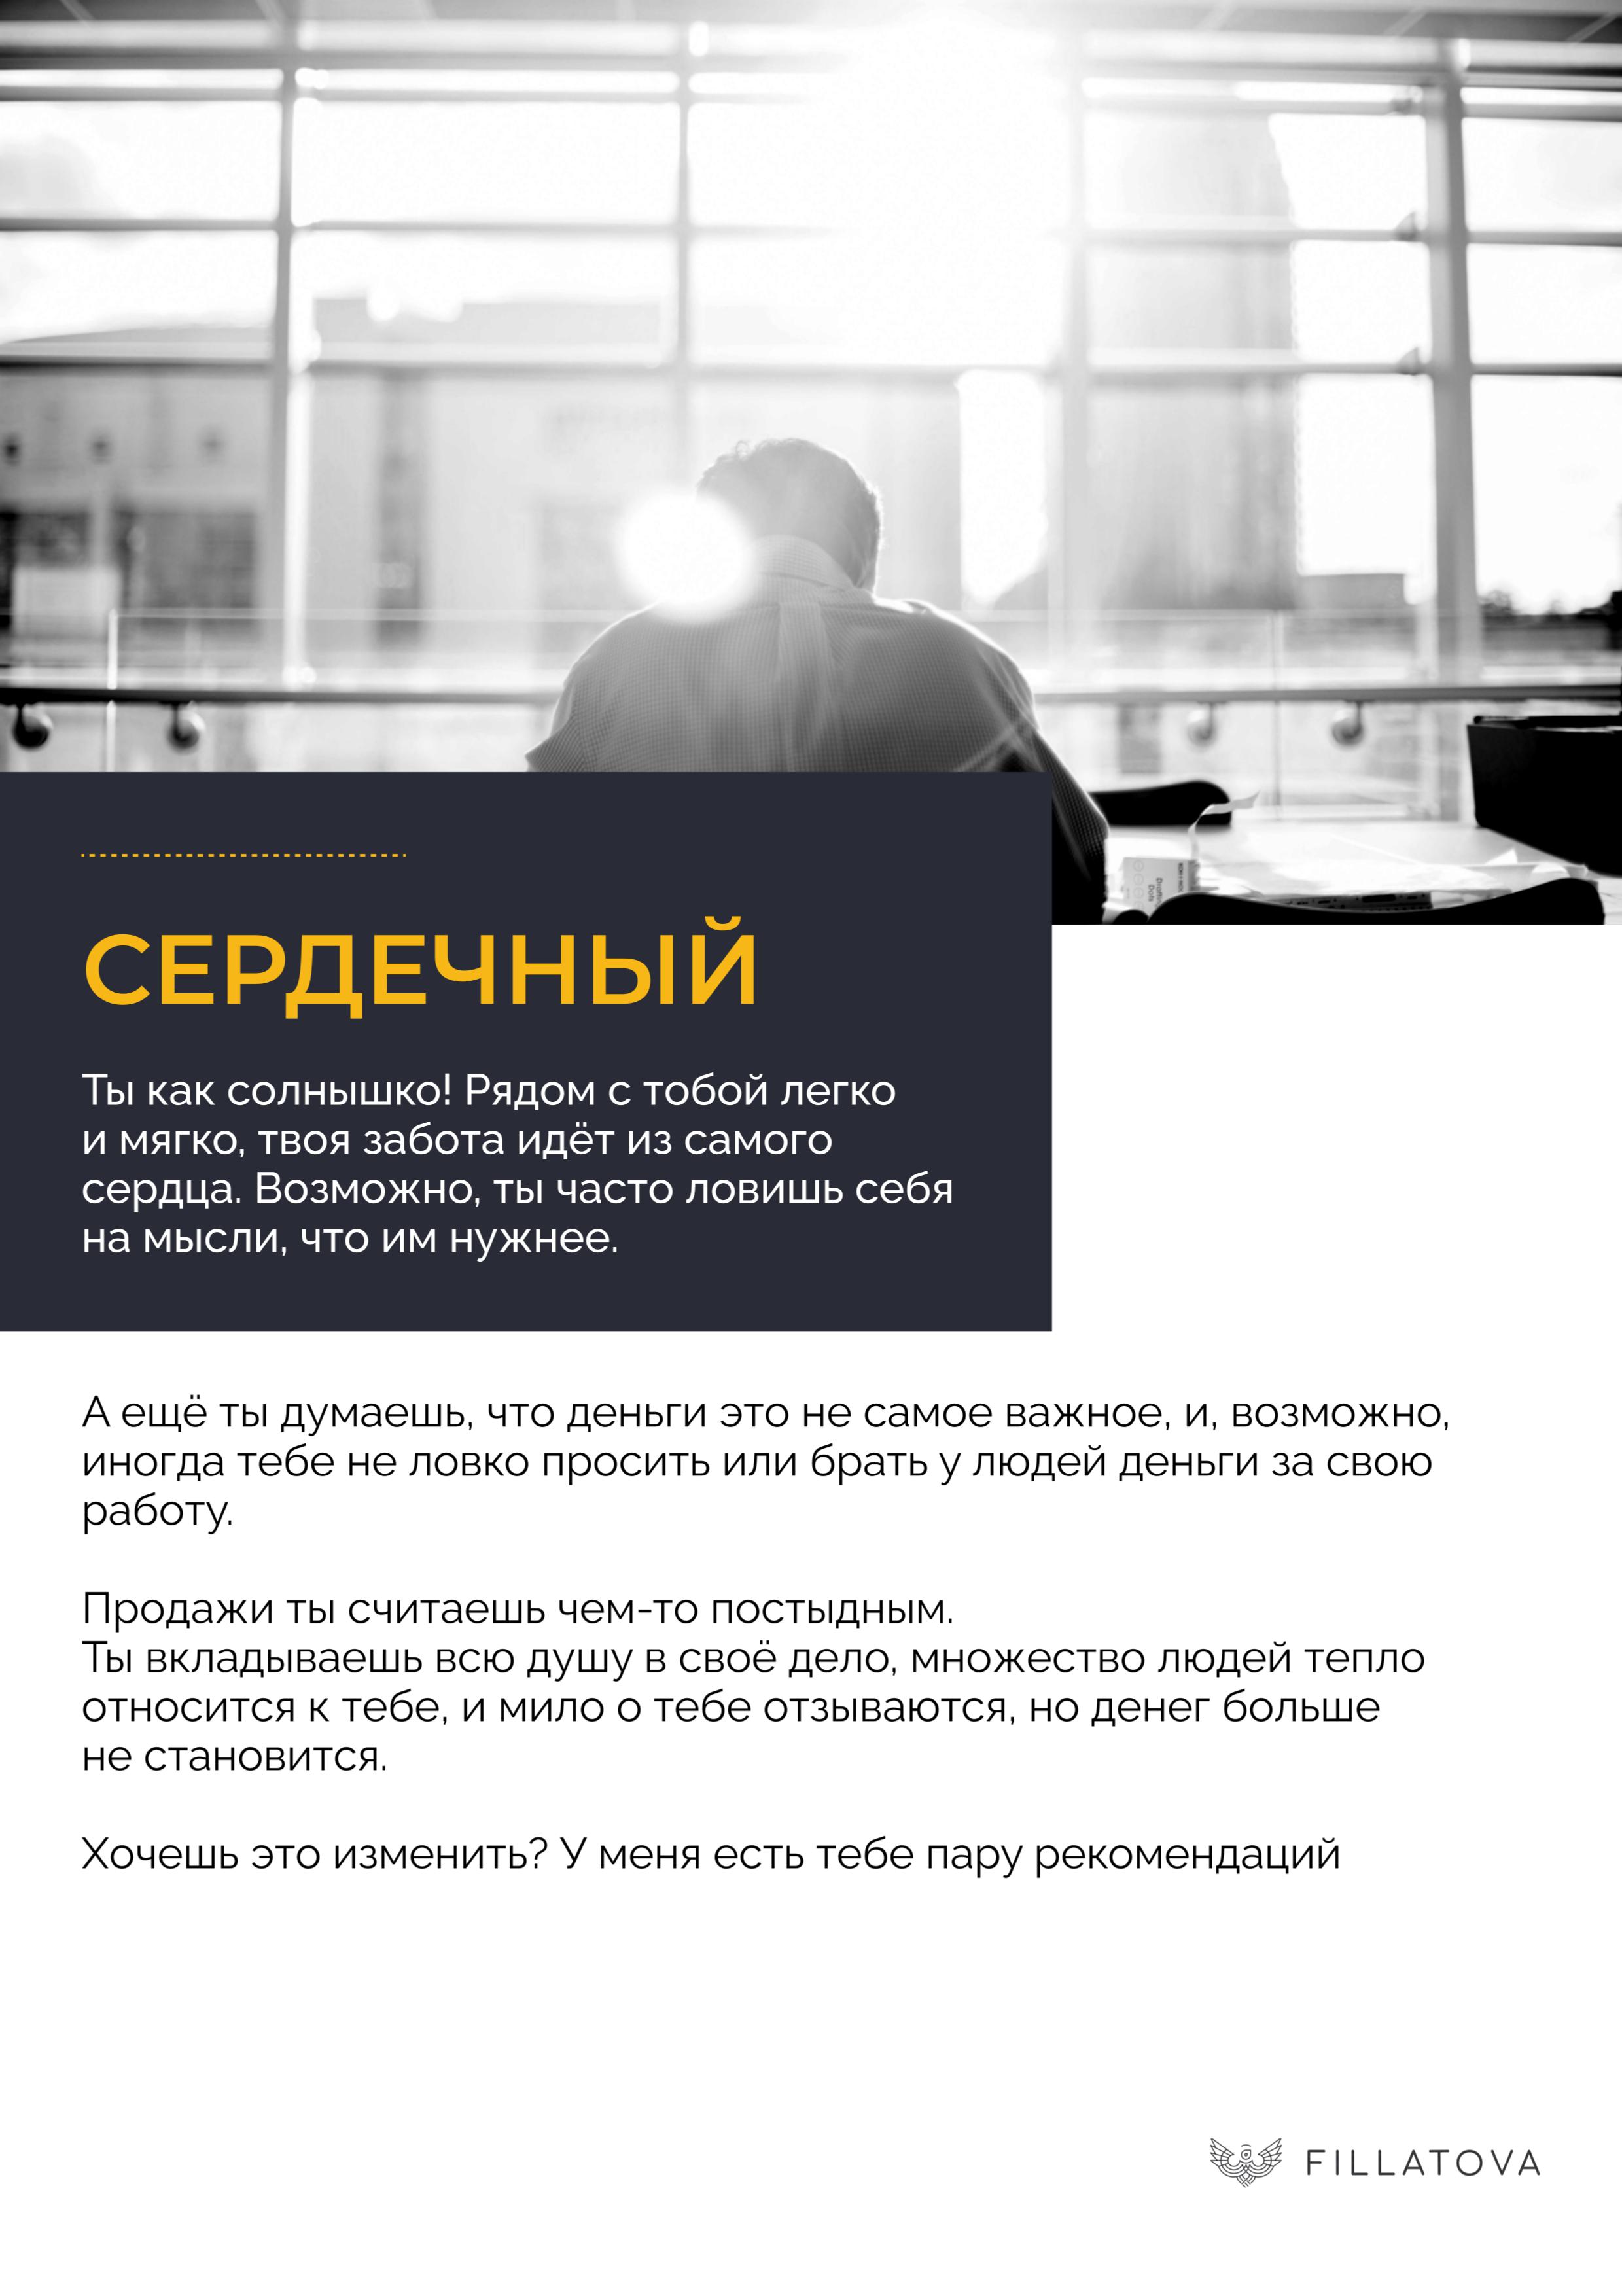 СЕРДЕЧНЫЙ
Ты как солнышко! Рядом с тобой легко
и мягко, твоя забота идёт из самого
сердца. Возможно, ты часто ловишь себя
на мысли, что им нужнее.
А ещё ты думаешь, что деньги это не самое важное, и, возможно,
иногда тебе не ловко просить или брать у людей деньги за свою
работу.
Продажи ты считаешь чем-то постыдным.
Ты вкладываешь всю душу в своё дело, множество людей тепло
относится к тебе, и мило о тебе отзываются, но денег больше
не становится.
Хочешь это изменить? У меня есть тебе пару рекомендаций
FILLATOVA